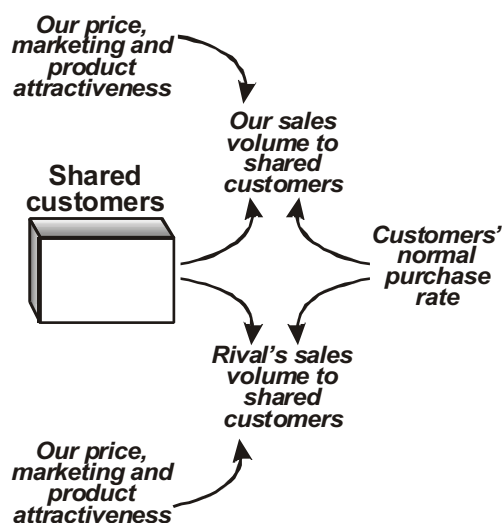 Our price,
marketing and
product
attractiveness
Our sales
volume to
shared
customers
Shared
customers
Customers'
normal
purchase
rate
Rival's sales
volume to
shared
customers
Our price,
marketing and
product
attractiveness